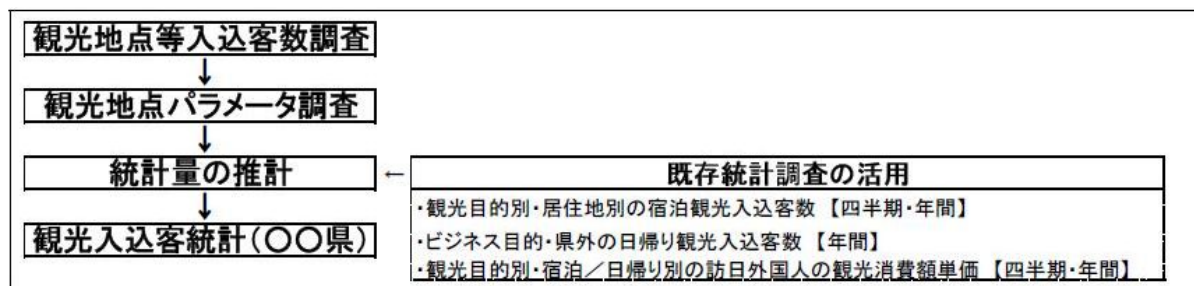 観光地点等入込客数調査
↓
観光地点パラメータ調査
↓
統計量の推計
↓
観光入込客統計(〇〇県)
←
既存統計調査の活用
・観光目的別・居住地別の宿泊観光入込客数 【四半期・年間】
・ビジネス目的・県外の日帰り観光入込客数 【年間】
・観光目的別・宿泊／日帰り別の訪日外国人の観光消費額単価 【四半期・年間】